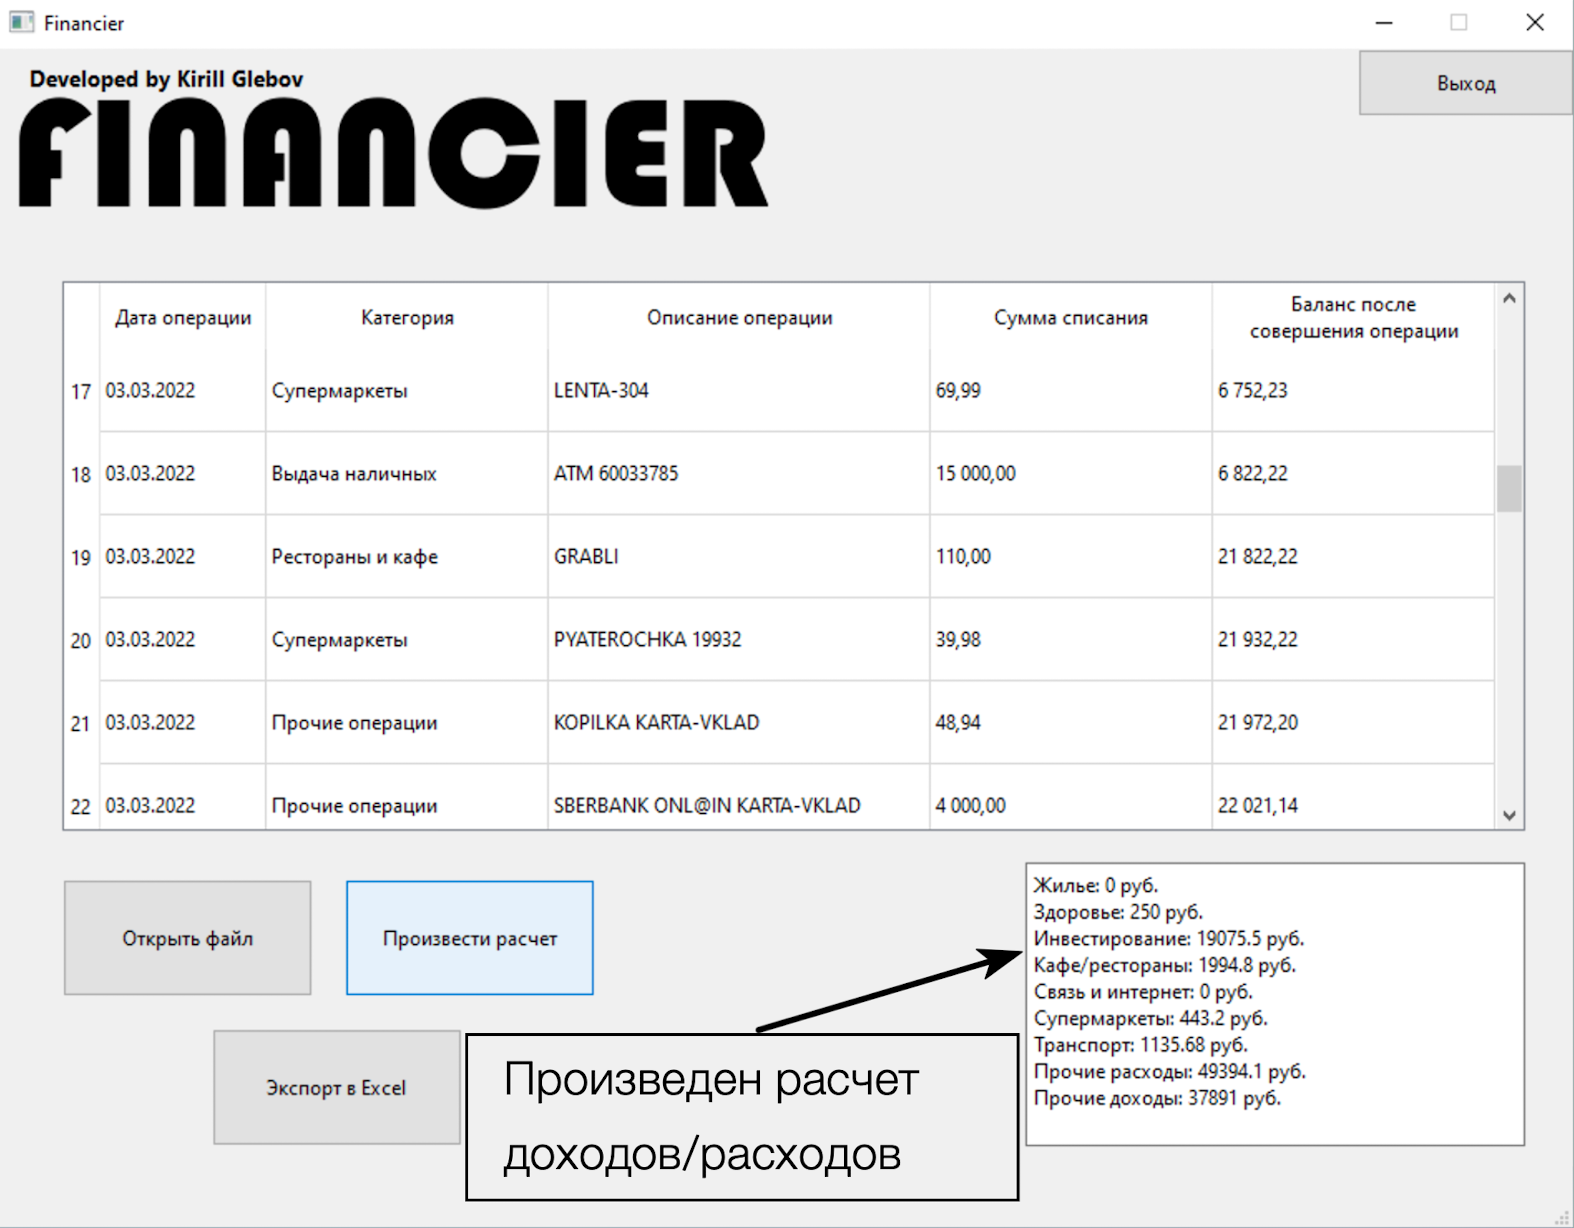 Financier
Developed by Kirill Glebov
Выход
FINANCIER
Дата операции Категория Описание операции Сумма списания Баланс после
совершения операции
17 03.03.2022 Супермаркеты LENTA-304 69,99 6 752,23
18 03.03.2022 Выдача наличных ATM 60033785 15 000,00 6 822,22
19 03.03.2022 Рестораны и кафе GRABLI 110,00 21 822,22
20 03.03.2022 Супермаркеты PYATEROCHKA 19932 39,98 21 932,22
21 03.03.2022 Прочие операции KOPILKA KARTA-VKLAD 48,94 21 972,20
22 03.03.2022 Прочие операции SBERBANK ONL@IN KARTA-VKLAD 4 000,00 22 021,14
Открыть файл
Произвести расчет
Экспорт в Excel
Произведен расчет
доходов/расходов
Жилье: 0 руб.
Здоровье: 250 руб.
Инвестирование: 19075.5 руб.
Кафе/рестораны: 1994.8 руб.
Связь и интернет: 0 руб.
Супермаркеты: 443.2 руб.
Транспорт: 1135.68 руб.
Прочие расходы: 49394.1 руб.
Прочие доходы: 37891 руб.